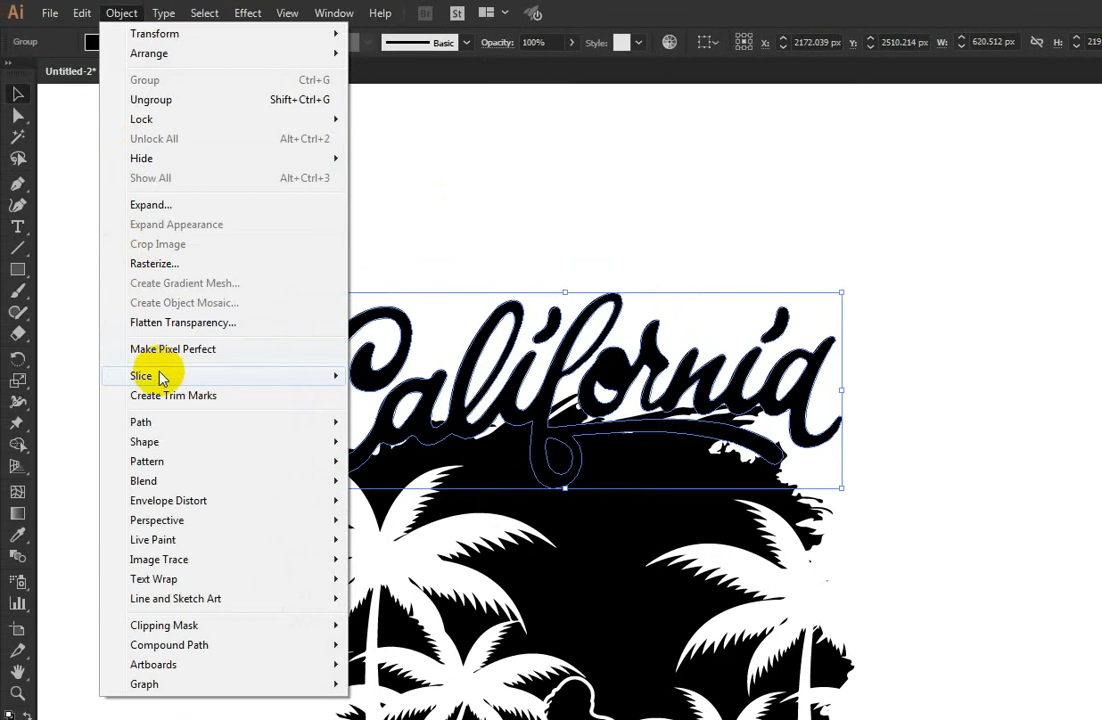 Ai File Edit Object Type Select Effect View Window Help Br St
Group Basic Opacity: 100% Style: X: 2172.039 px Y: 2510.214 px W: 620.512 px H: 219
Untitled-2*
Transform
Arrange
Group Ctrl+G
Ungroup Shift+Ctrl+G
Lock
Unlock All Alt+Ctrl+2
Hide
Show All Alt+Ctrl+3
Expand...
Expand Appearance
Crop Image
Rasterize...
Create Gradient Mesh...
Create Object Mosaic...
Flatten Transparency...
Make Pixel Perfect
Slice
Create Trim Marks
Path
Shape
Pattern
Blend
Envelope Distort
Perspective
Live Paint
Image Trace
Text Wrap
Line and Sketch Art
Clipping Mask
Compound Path
Artboards
Graph
California